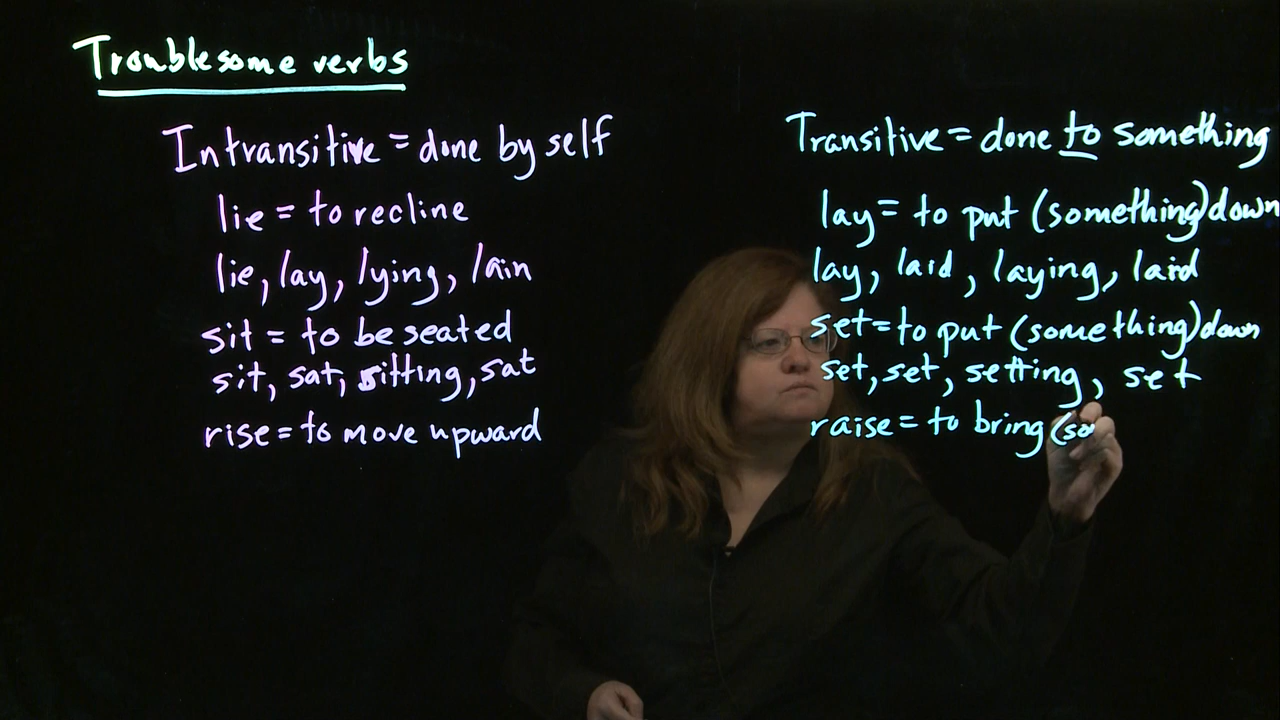 Troublesome verbs
Intransitive = done by self
lie = to recline
lie, lay, lying, lain
sit = to be seated
sit, sat, sitting, sat
rise = to move upward
Transitive = done to something
lay = to put (something) down
lay, laid, laying, laid
set = to put (something) down
set, set, setting, set
raise = to bring (so